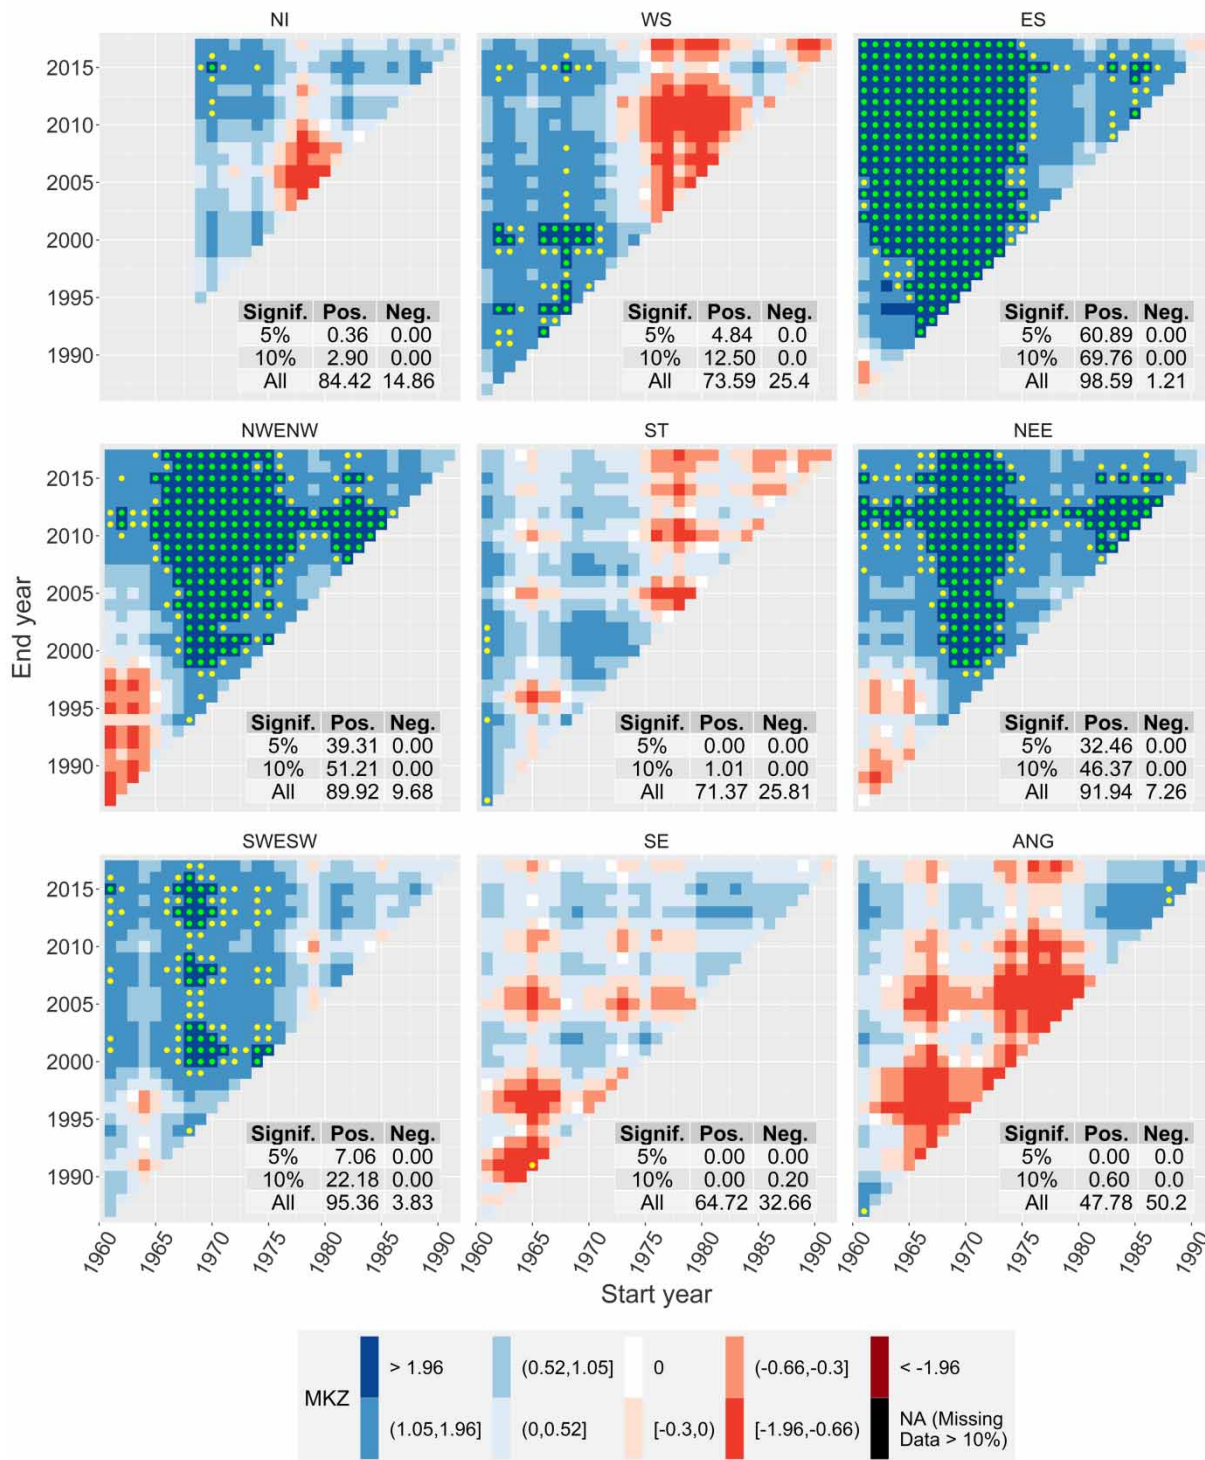 NI WS ES
2015
2010
2005
2000
1995
1990
Signif. Pos. Neg.
5% 0.36 0.00
10% 2.90 0.00
All 84.42 14.86
Signif. Pos. Neg.
5% 4.84 0.0
10% 12.50 0.0
All 73.59 25.4
Signif. Pos. Neg.
5% 60.89 0.00
10% 69.76 0.00
All 98.59 1.21
NWENW ST NEE
End year
2015
2010
2005
2000
1995
1990
Signif. Pos. Neg.
5% 39.31 0.00
10% 51.21 0.00
All 89.92 9.68
Signif. Pos. Neg.
5% 0.00 0.00
10% 1.01 0.00
All 71.37 25.81
Signif. Pos. Neg.
5% 32.46 0.00
10% 46.37 0.00
All 91.94 7.26
SWESW SE ANG
2015
2010
2005
2000
1995
1990
Signif. Pos. Neg.
5% 7.06 0.00
10% 22.18 0.00
All 95.36 3.83
Signif. Pos. Neg.
5% 0.00 0.00
10% 0.00 0.20
All 64.72 32.66
Signif. Pos. Neg.
5% 0.00 0.0
10% 0.60 0.0
All 47.78 50.2
1960 1965 1970 1975 1980 1985 1990 1960 1965 1970 1975 1980 1985 1990 1960 1965 1970 1975 1980 1985 1990
Start year
MKZ
> 1.96 (0.52,1.05] 0 (-0.66,-0.3] < -1.96
(1.05,1.96] (0,0.52] [-0.3,0) [-1.96,-0.66) NA (Missing
Data > 10%)